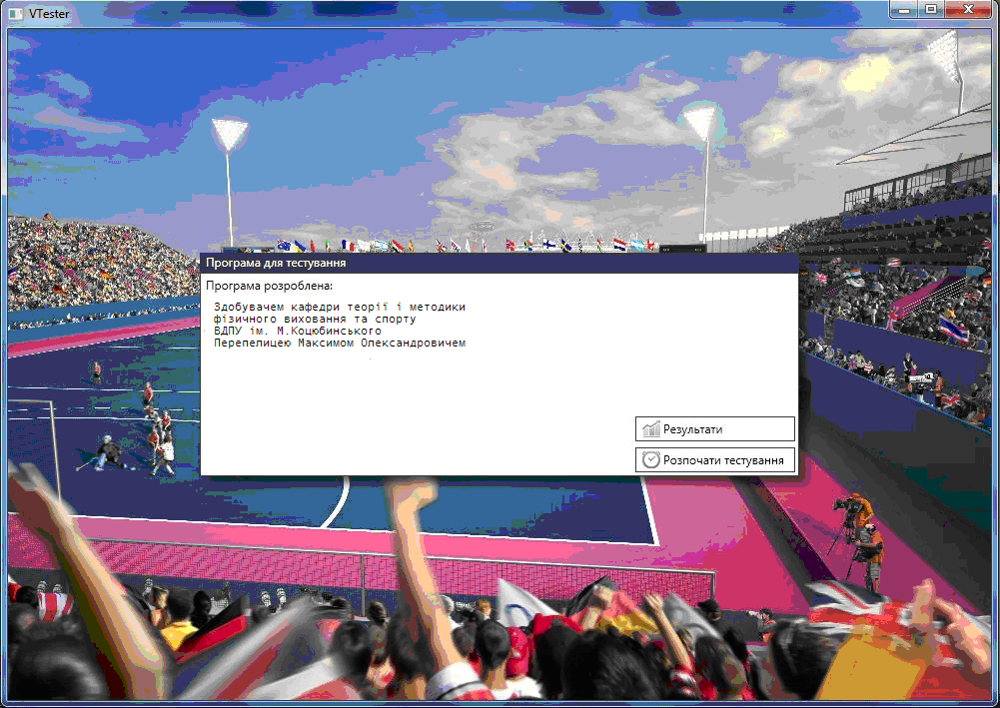 VTester
Програма для тестування
Програма розроблена:
Здобувачем кафедри теорії і методики
фізичного виховання та спорту
ВДПУ ім. М.Коцюбинського
Перепелицею Максимом Олександровичем
Результати
Розпочати тестування